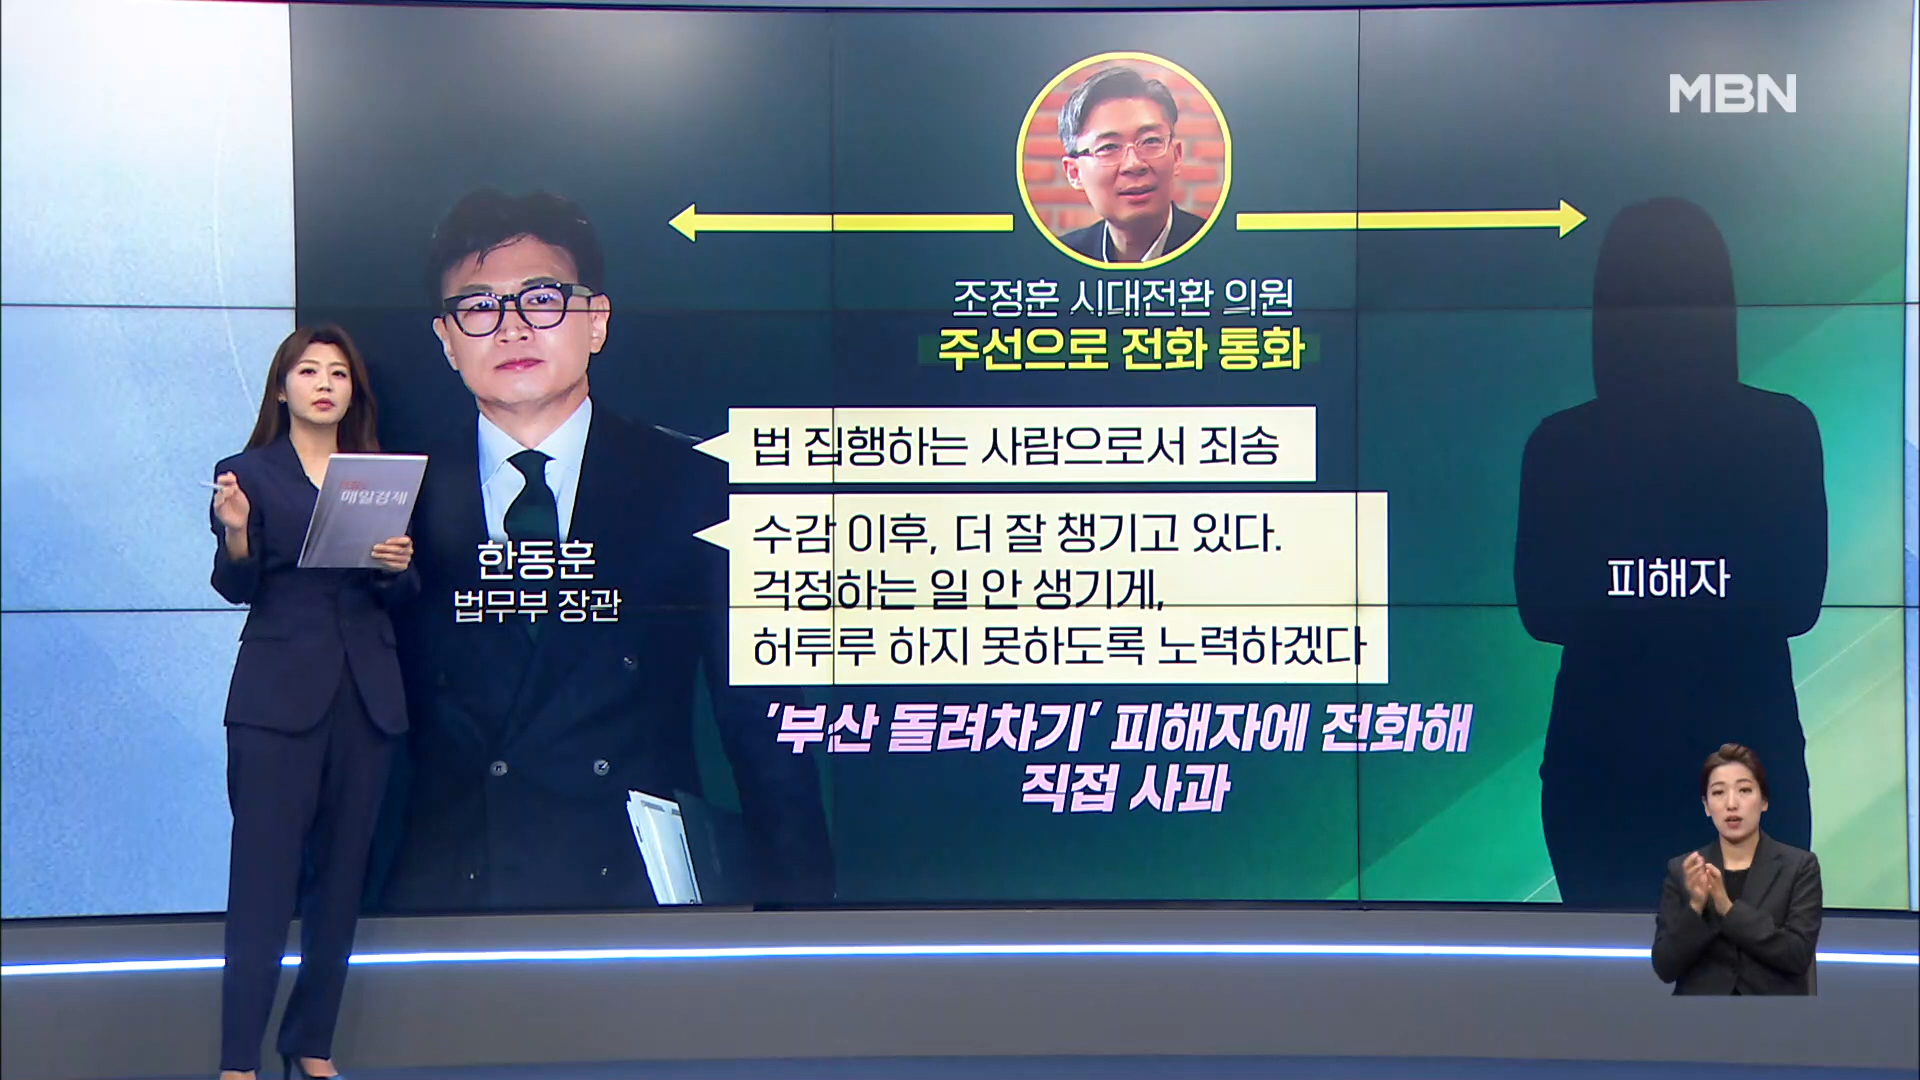 MBN
조정훈 시대전환 의원
주선으로 전화 통화
법 집행하는 사람으로서 죄송
수감 이후, 더 잘 챙기고 있다.
걱정하는 일 안 생기게,
허투루 하지 못하도록 노력하겠다
한동훈
법무부 장관
피해자
'부산 돌려차기' 피해자에 전화해
직접 사과
매일경제